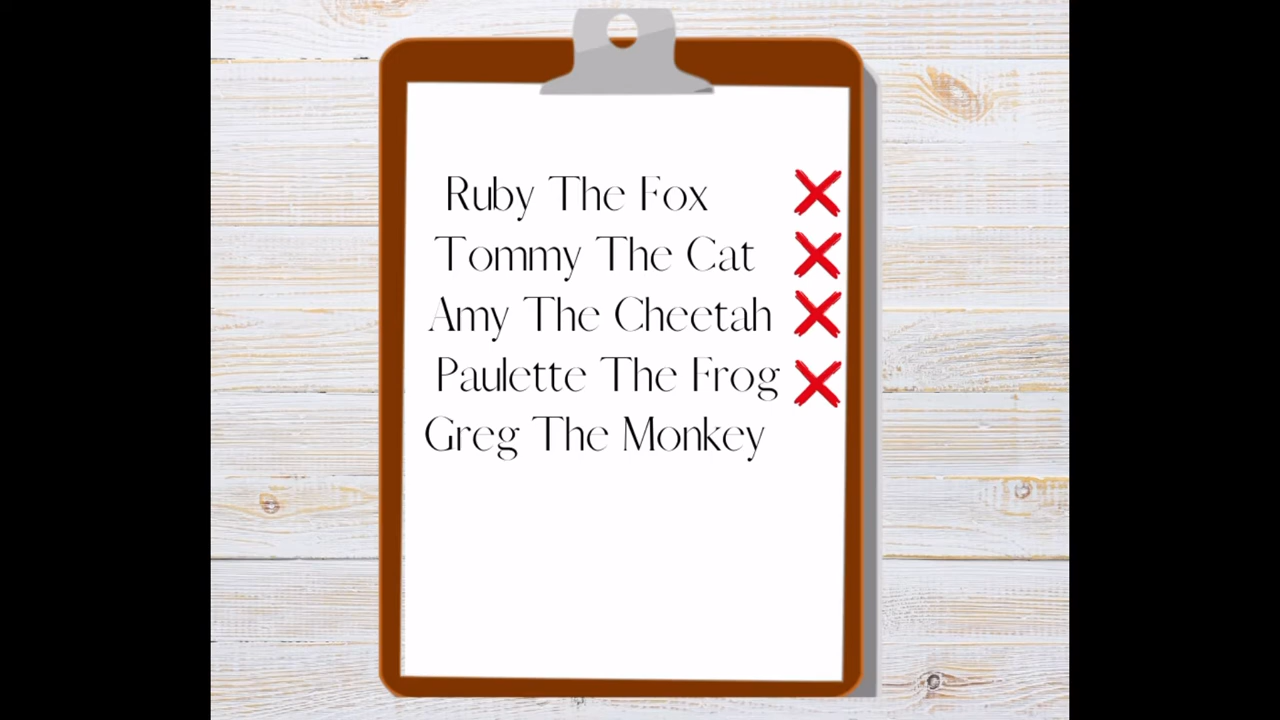 Ruby The Fox
Tommy The Cat
Amy The Cheetah
Paulette The Frog
Greg The Monkey